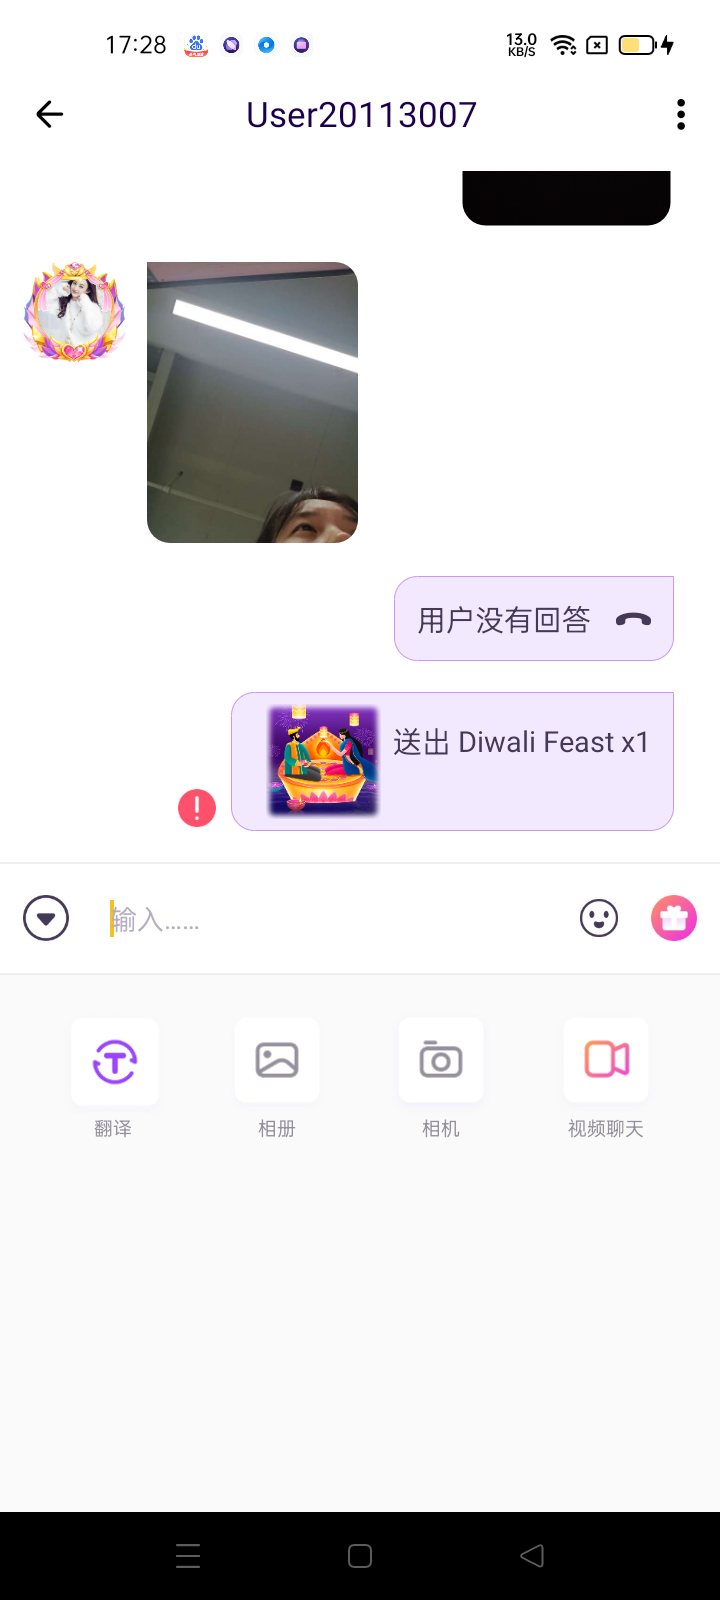 17:28
13.0
KB/S
User20113007
用户没有回答
送出 Diwali Feast x1
输入......
翻译
相册
相机
视频聊天